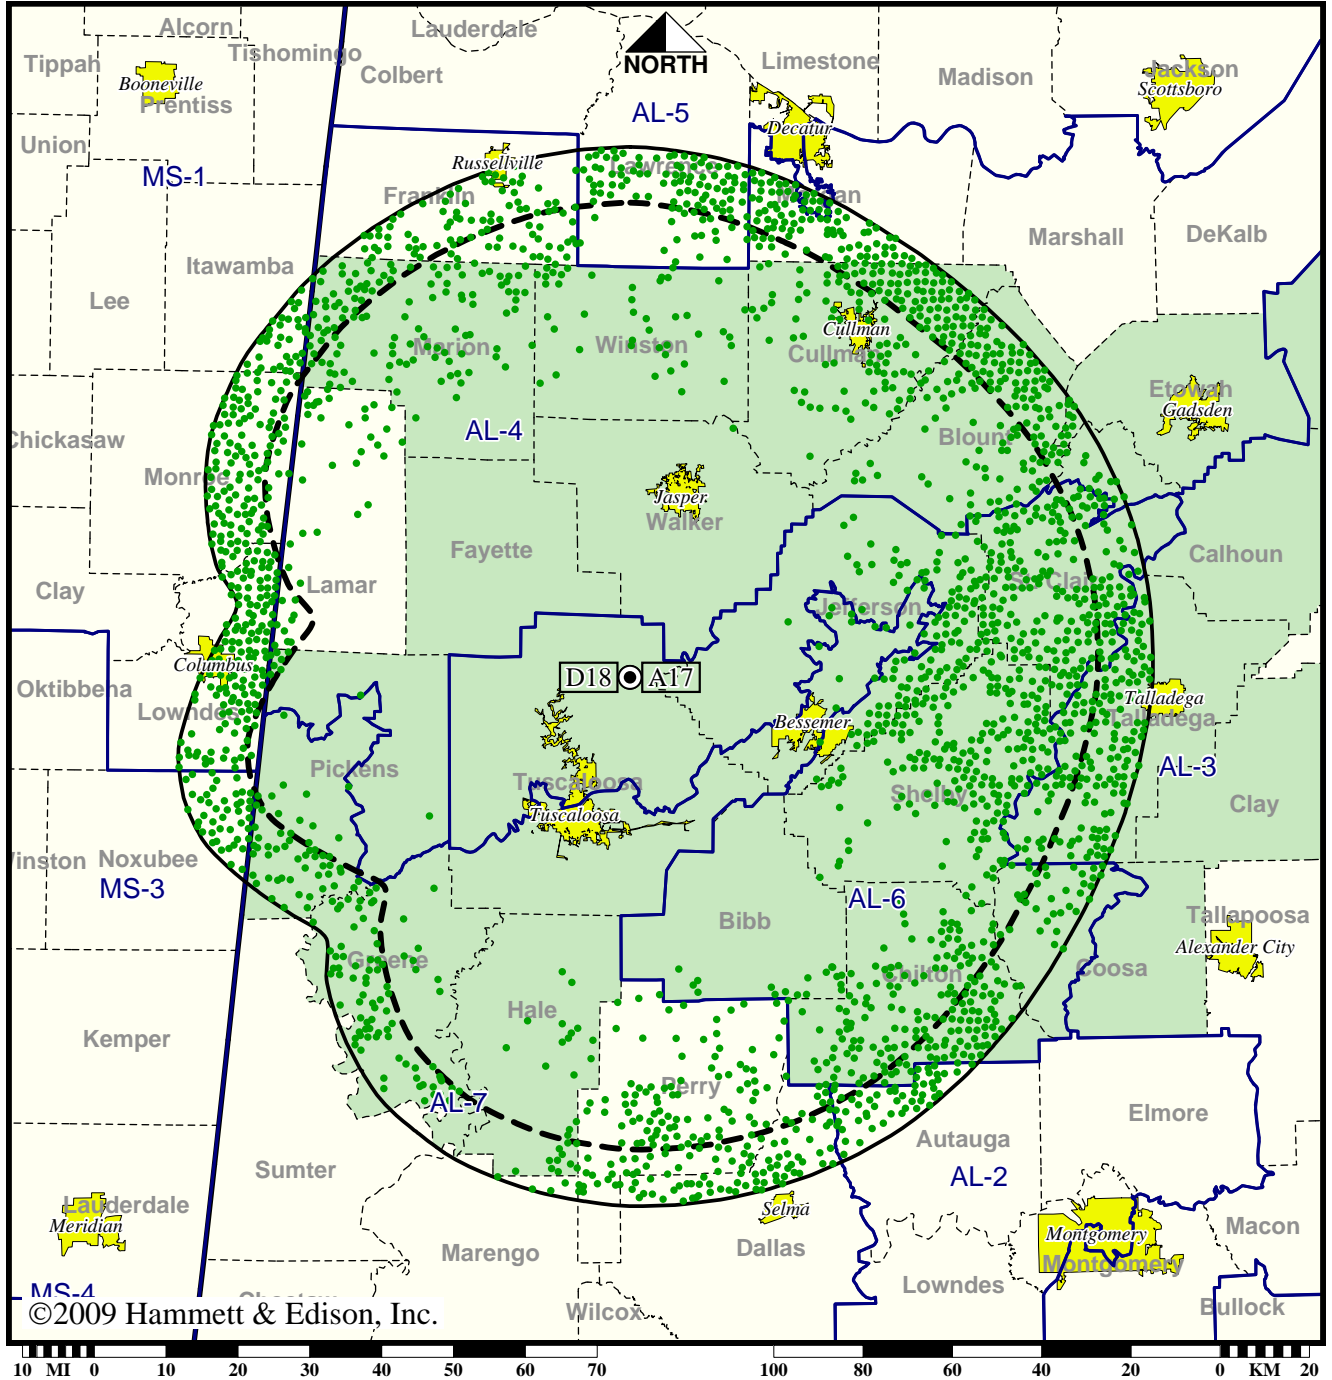 Alcorn
Lauderdale
Tippah
Tishomingo
Colbert
NORTH
Limestone
Madison
Jackson
Scottsboro
Booneville
Prentiss
AL-5
Decatur
Union
MS-1
Russellville
Lawrence
Franklin
Morgan
Marshall
DeKalb
Itawamba
Lee
Marion
Winston
Cullman
Cullman
Etowah
Gadsden
Chickasaw
AL-4
Blount
Monroe
Jasper
Walker
Fayette
Calhoun
Clay
Lamar
Jefferson
St. Clair
Columbus
D18
A17
Oktibbena
Lowndes
Talladega
Talladega
Bessemer
Pickens
Tuscaloosa
AL-3
Shelby
Clay
Tuscaloosa
Winston
Noxubee
MS-3
AL-6
Bibb
Tallapoosa
Alexander City
Greene
Chilton
Coosa
Hale
Kemper
Perry
AL-7
Elmore
Autauga
AL-2
Sumter
Lauderdale
Meridian
Selma
Dallas
Montgomery
Montgomery
Macon
Marengo
Lowndes
MS-4
Choctaw
Wilcox
Bullock
©2009 Hammett & Edison, Inc.
10 MI 0 10 20 30 40 50 60 70 100 80 60 40 20 0 KM 20